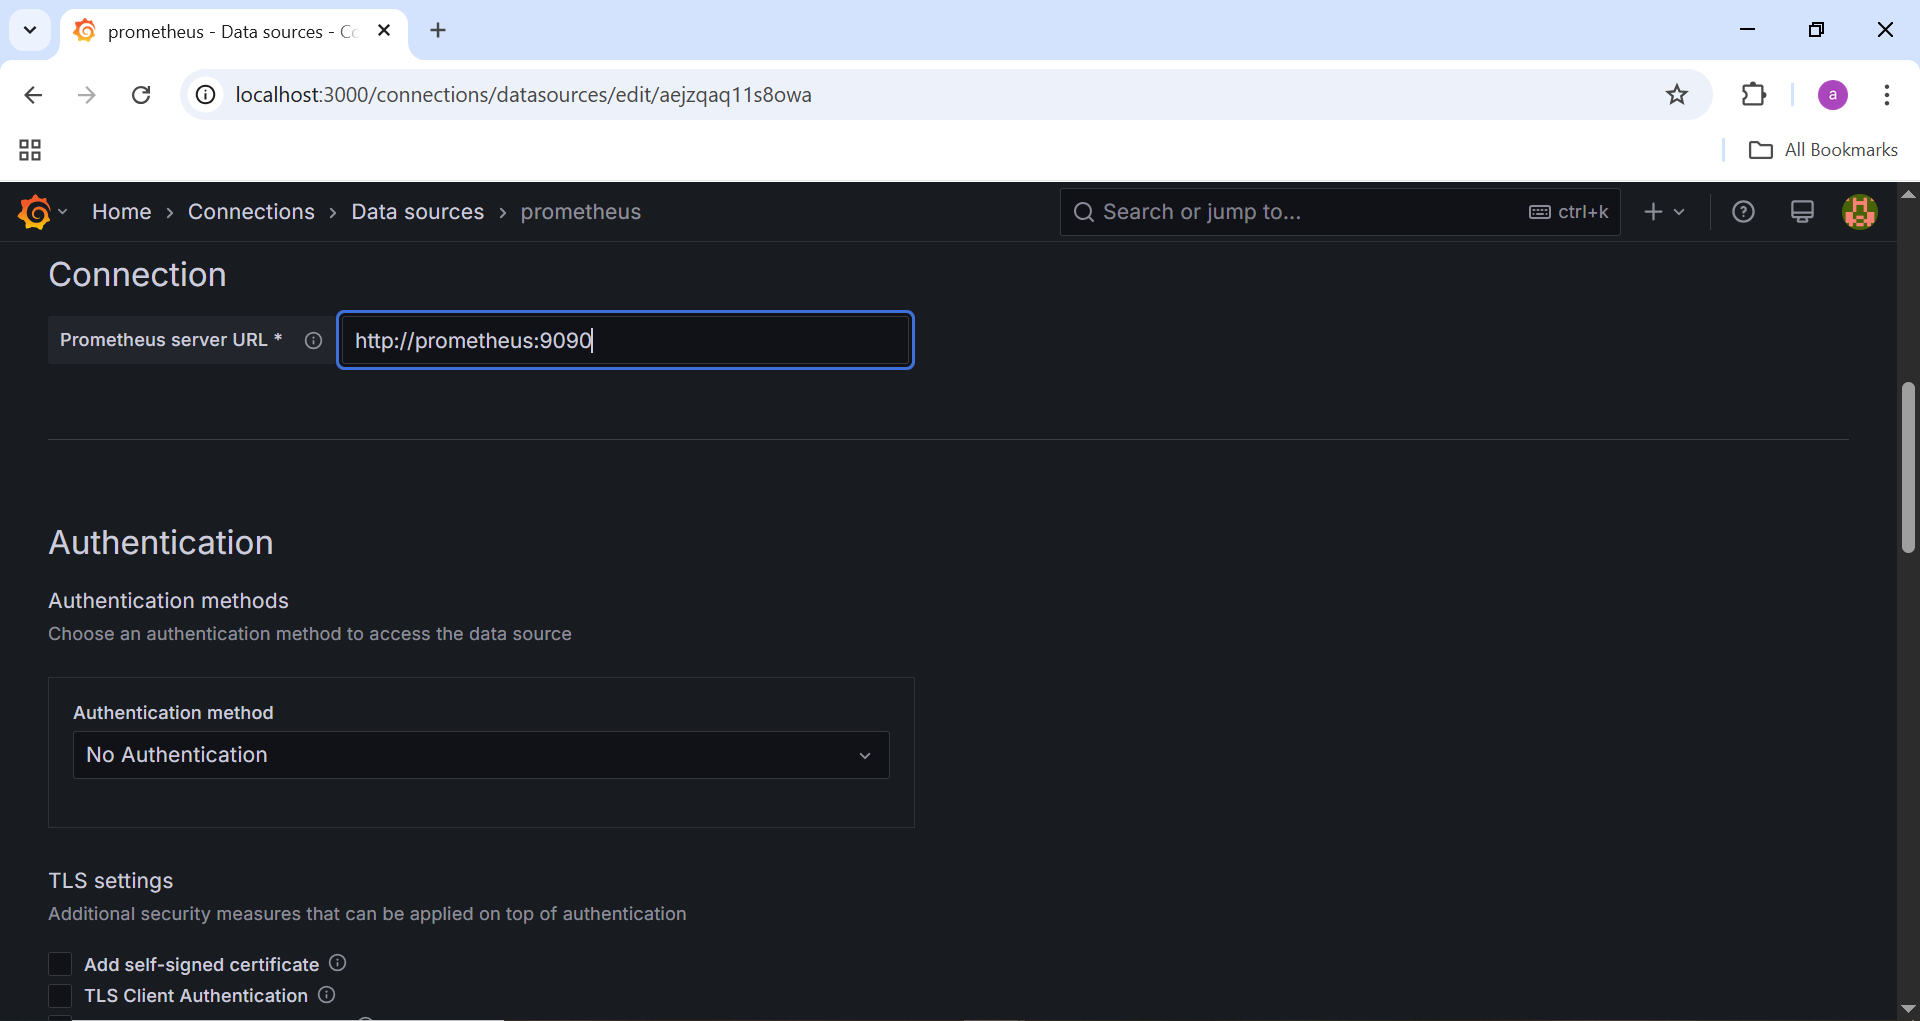 prometheus - Data sources - Co
localhost:3000/connections/datasources/edit/aejzqaq11s8owa
a
All Bookmarks
Home › Connections › Data sources › prometheus
Search or jump to...
ctrl+k
Connection
Prometheus server URL *
http://prometheus:9090
Authentication
Authentication methods
Choose an authentication method to access the data source
Authentication method
No Authentication
TLS settings
Additional security measures that can be applied on top of authentication
Add self-signed certificate
TLS Client Authentication